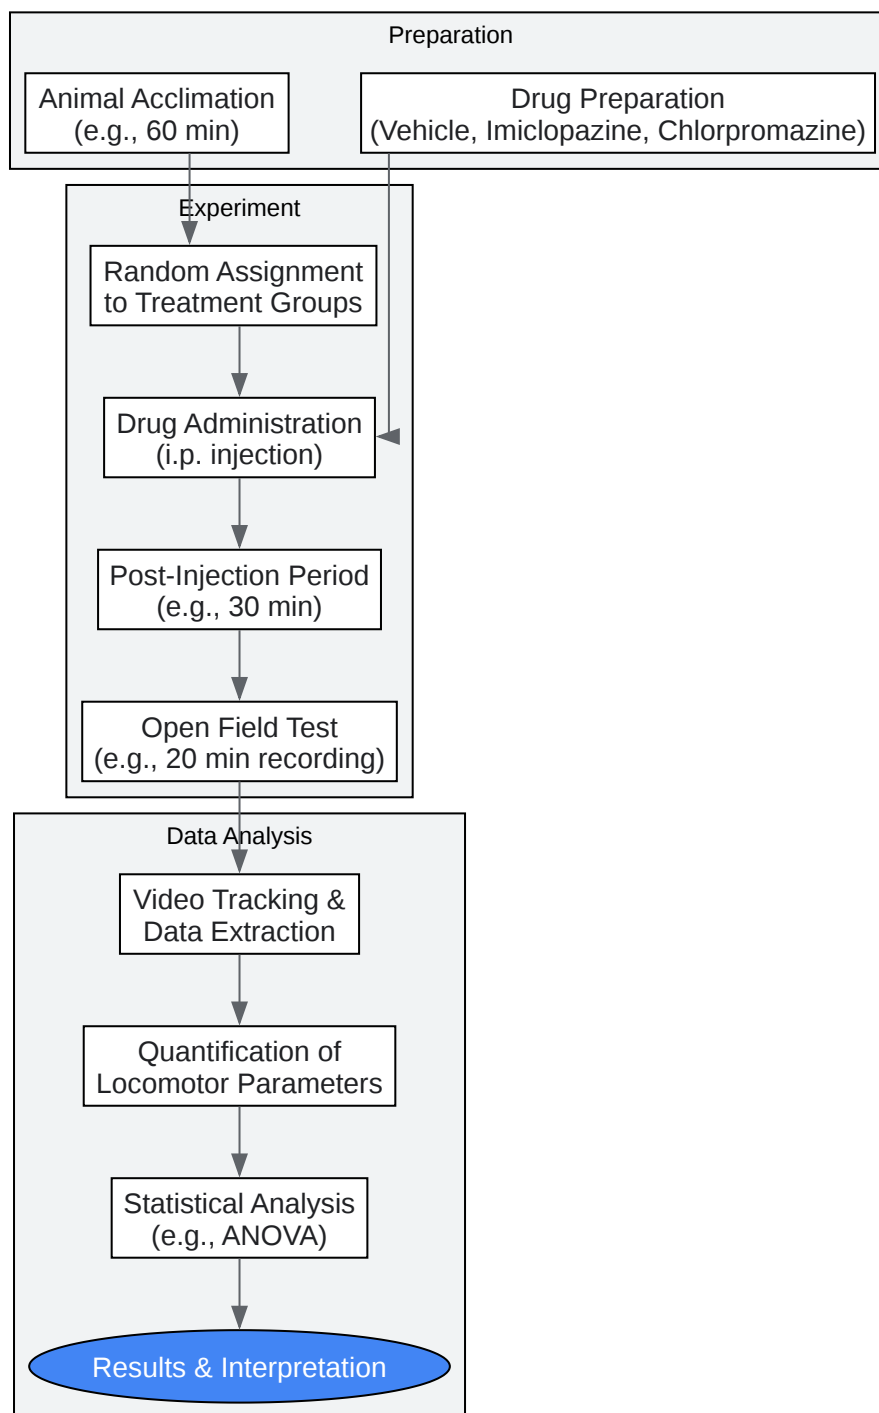 Preparation
Animal Acclimation
(e.g., 60 min)
Drug Preparation
(Vehicle, Imiclopazine, Chlorpromazine)
Experiment
Random Assignment
to Treatment Groups
Drug Administration
(i.p. injection)
Post-Injection Period
(e.g., 30 min)
Open Field Test
(e.g., 20 min recording)
Data Analysis
Video Tracking &
Data Extraction
Quantification of
Locomotor Parameters
Statistical Analysis
(e.g., ANOVA)
Results & Interpretation